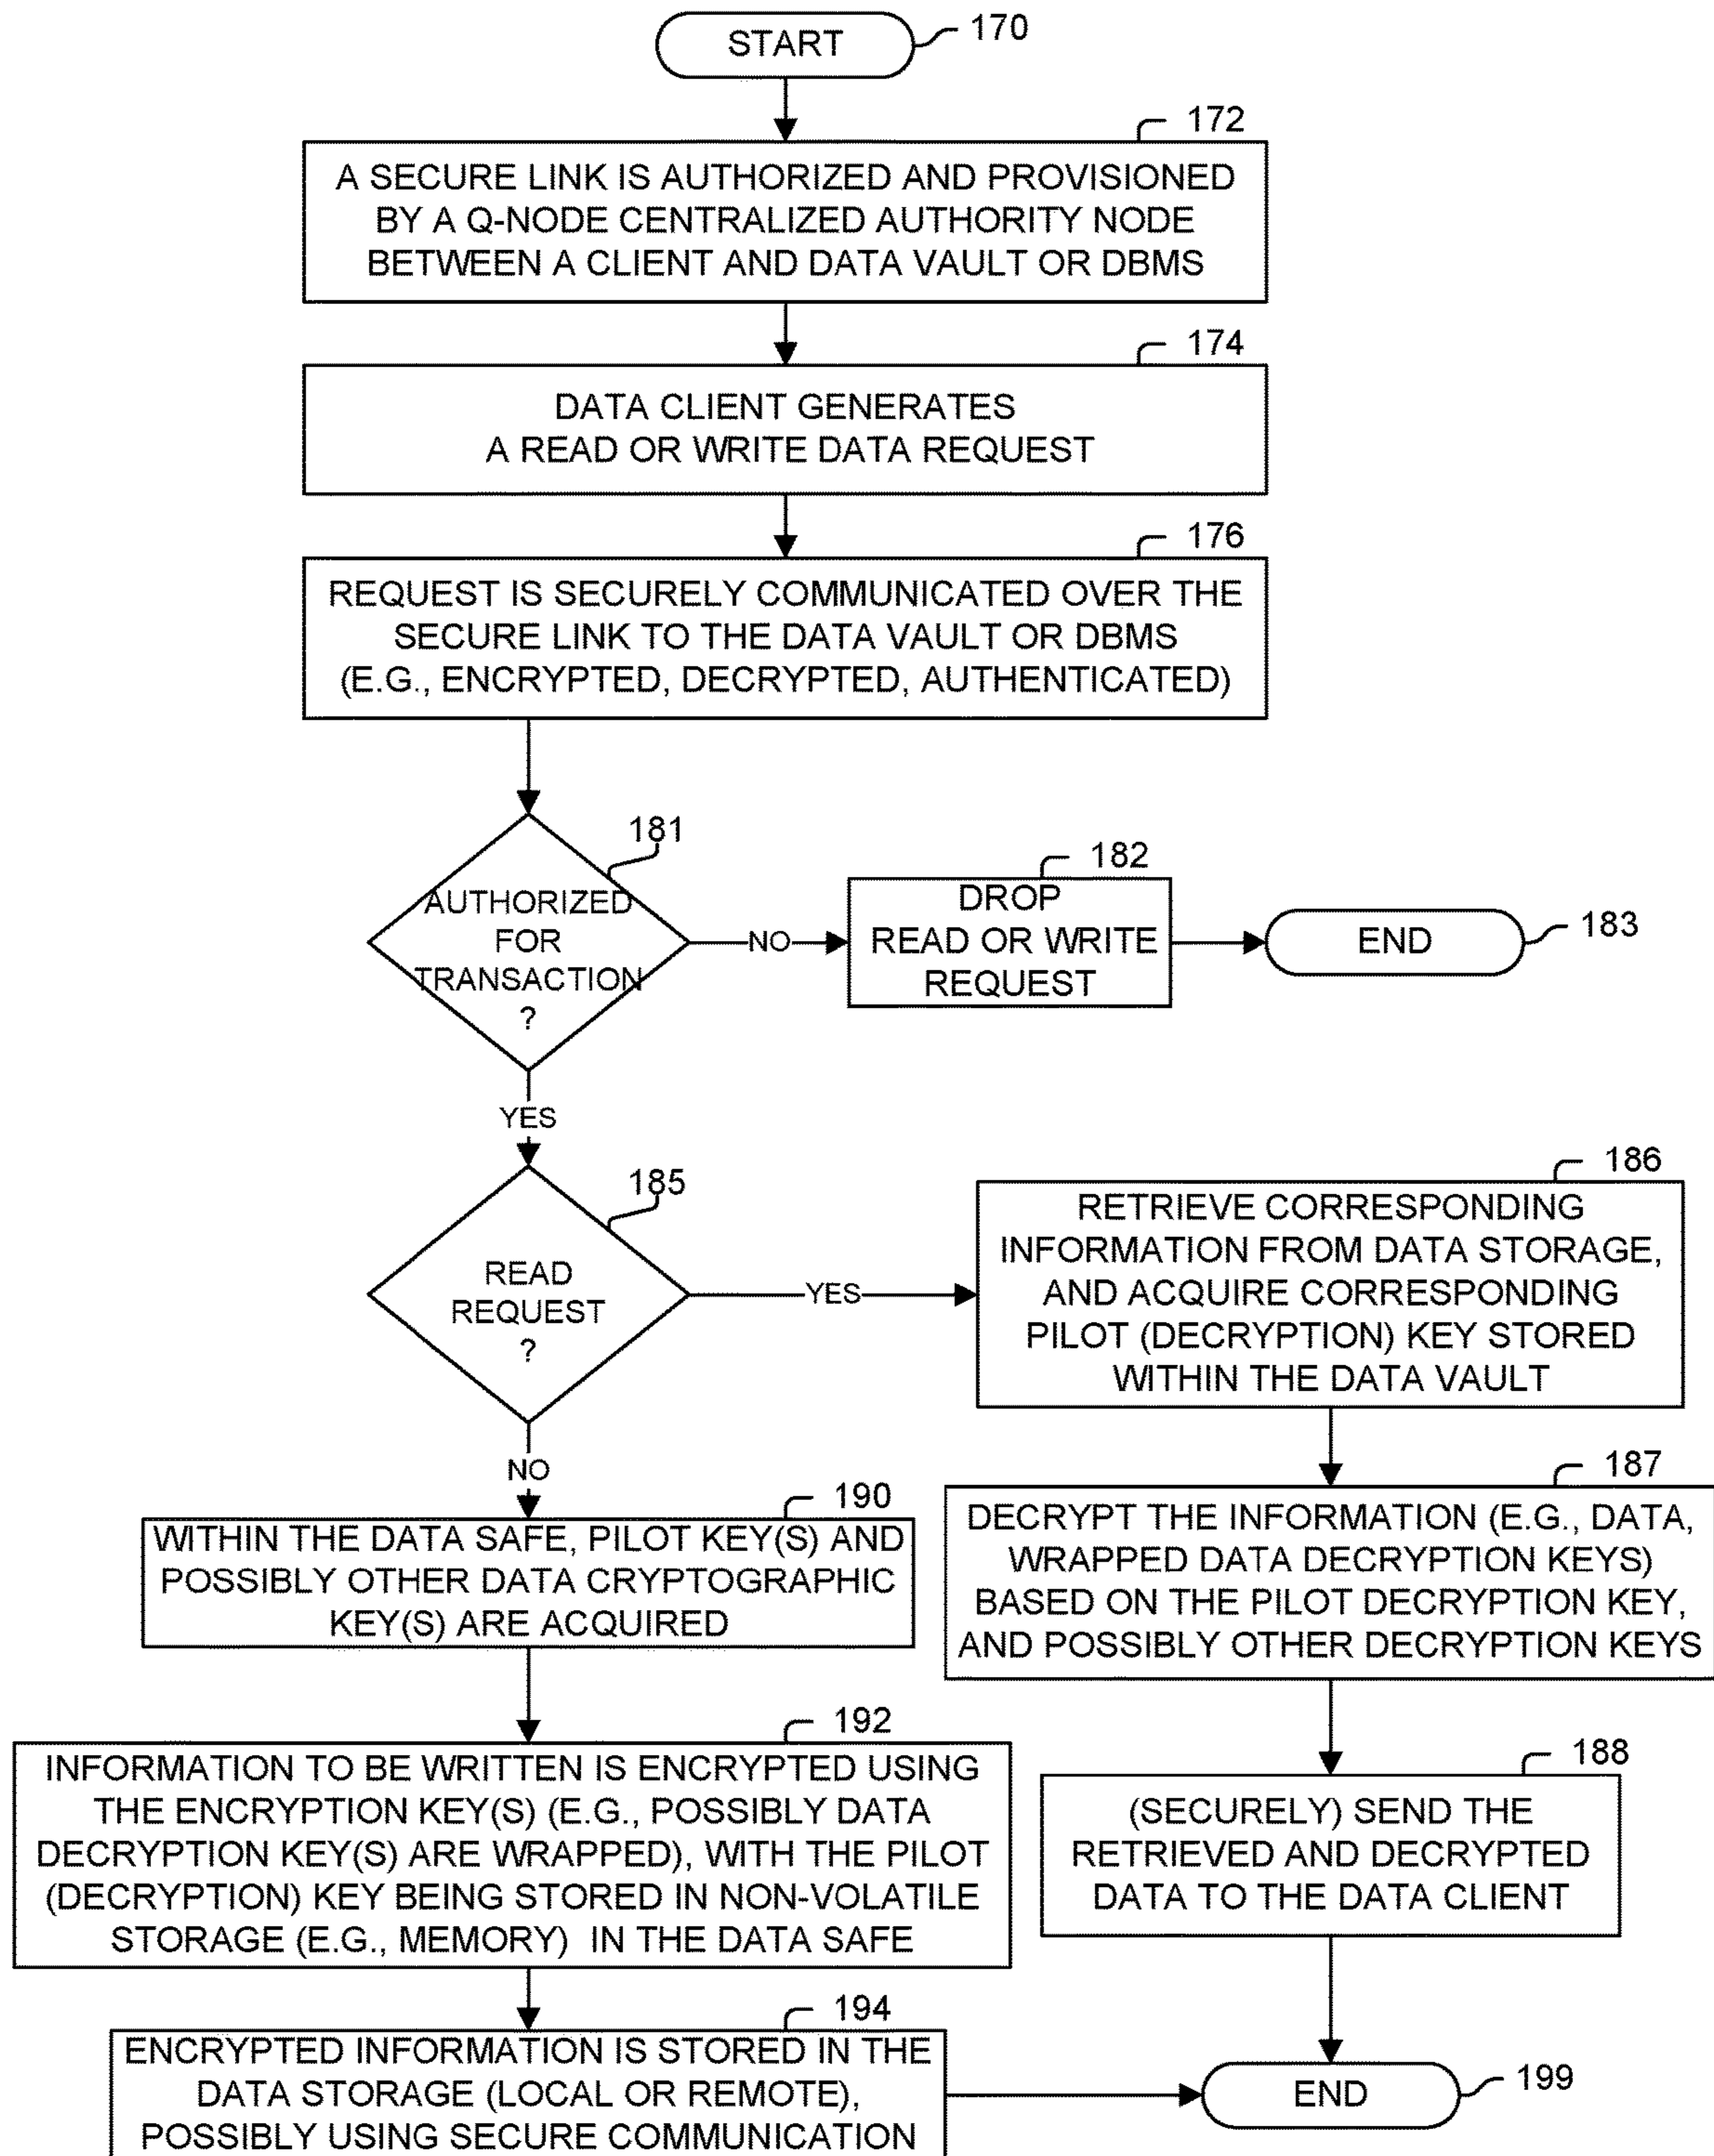 START
170
172
A SECURE LINK IS AUTHORIZED AND PROVISIONED
BY A Q-NODE CENTRALIZED AUTHORITY NODE
BETWEEN A CLIENT AND DATA VAULT OR DBMS
174
DATA CLIENT GENERATES
A READ OR WRITE DATA REQUEST
176
REQUEST IS SECURELY COMMUNICATED OVER THE
SECURE LINK TO THE DATA VAULT OR DBMS
(E.G., ENCRYPTED, DECRYPTED, AUTHENTICATED)
181
AUTHORIZED
FOR
TRANSACTION
?
NO
182
DROP
READ OR WRITE
REQUEST
END
183
YES
185
READ
REQUEST
?
YES
186
RETRIEVE CORRESPONDING
INFORMATION FROM DATA STORAGE,
AND ACQUIRE CORRESPONDING
PILOT (DECRYPTION) KEY STORED
WITHIN THE DATA VAULT
187
DECRYPT THE INFORMATION (E.G., DATA,
WRAPPED DATA DECRYPTION KEYS)
BASED ON THE PILOT DECRYPTION KEY,
AND POSSIBLY OTHER DECRYPTION KEYS
188
(SECURELY) SEND THE
RETRIEVED AND DECRYPTED
DATA TO THE DATA CLIENT
NO
190
WITHIN THE DATA SAFE, PILOT KEY(S) AND
POSSIBLY OTHER DATA CRYPTOGRAPHIC
KEY(S) ARE ACQUIRED
192
INFORMATION TO BE WRITTEN IS ENCRYPTED USING
THE ENCRYPTION KEY(S) (E.G., POSSIBLY DATA
DECRYPTION KEY(S) ARE WRAPPED), WITH THE PILOT
(DECRYPTION) KEY BEING STORED IN NON-VOLATILE
STORAGE (E.G., MEMORY) IN THE DATA SAFE
194
ENCRYPTED INFORMATION IS STORED IN THE
DATA STORAGE (LOCAL OR REMOTE),
POSSIBLY USING SECURE COMMUNICATION
END
199